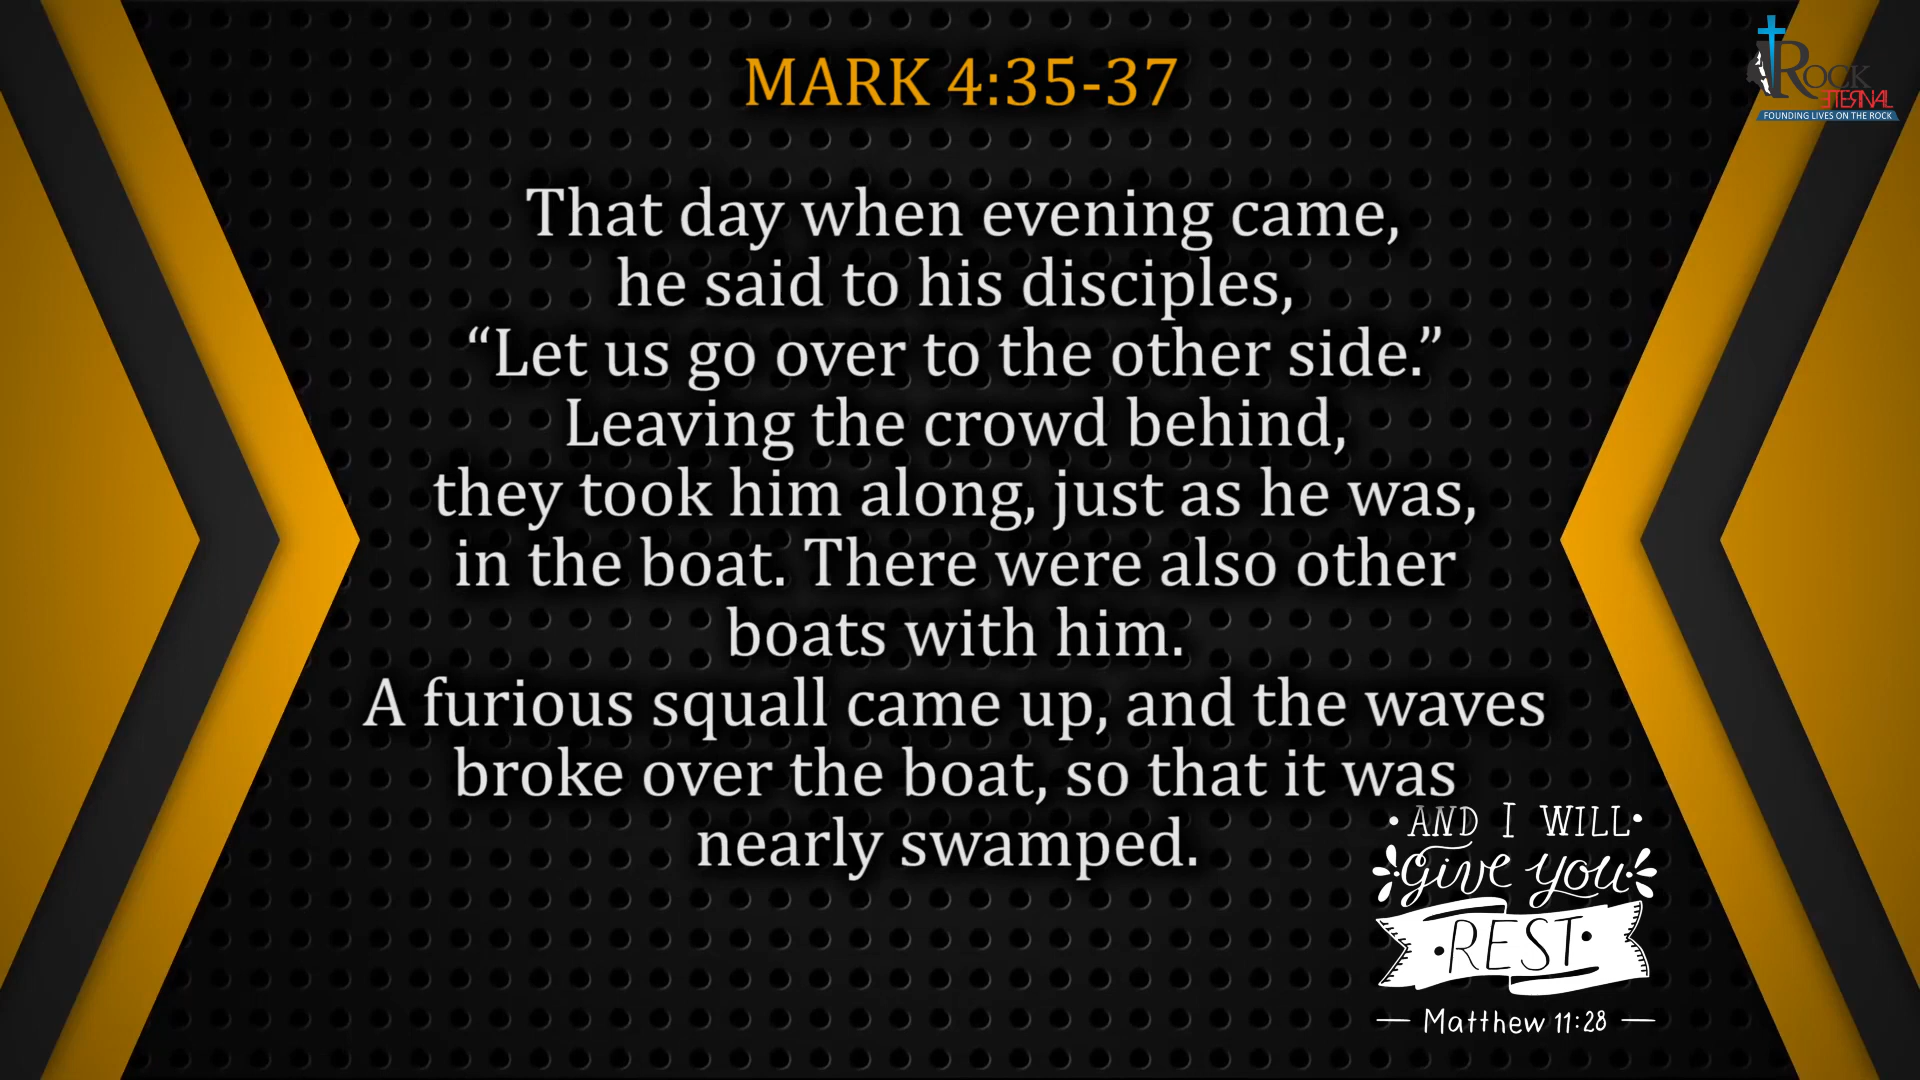 MARK 4:35-37
ROCK
ETERNAL
FOUNDING LIVES ON THE ROCK
That day when evening came,
he said to his disciples,
“Let us go over to the other side.”
Leaving the crowd behind,
they took him along, just as he was,
in the boat. There were also other
boats with him.
A furious squall came up, and the waves
broke over the boat, so that it was
nearly swamped.
AND I WILL
give you
REST
Matthew 11:28